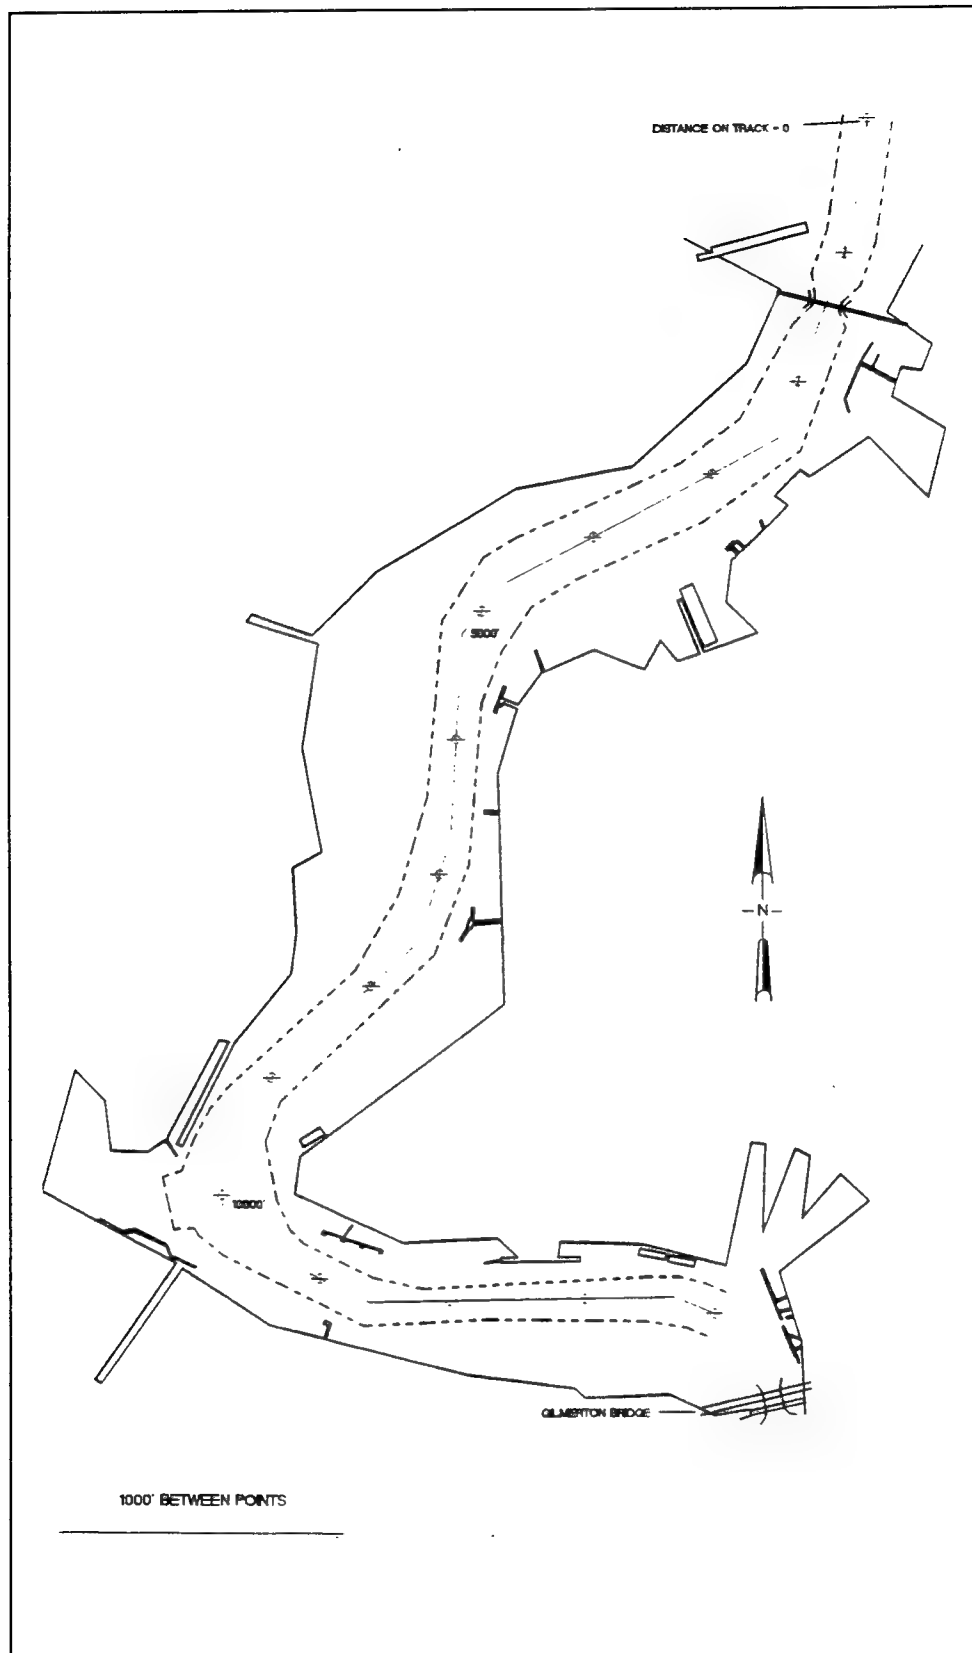 DISTANCE ON TRACK = 0
5000'
-N-
10000'
GILMERTON BRIDGE
1000' BETWEEN POINTS